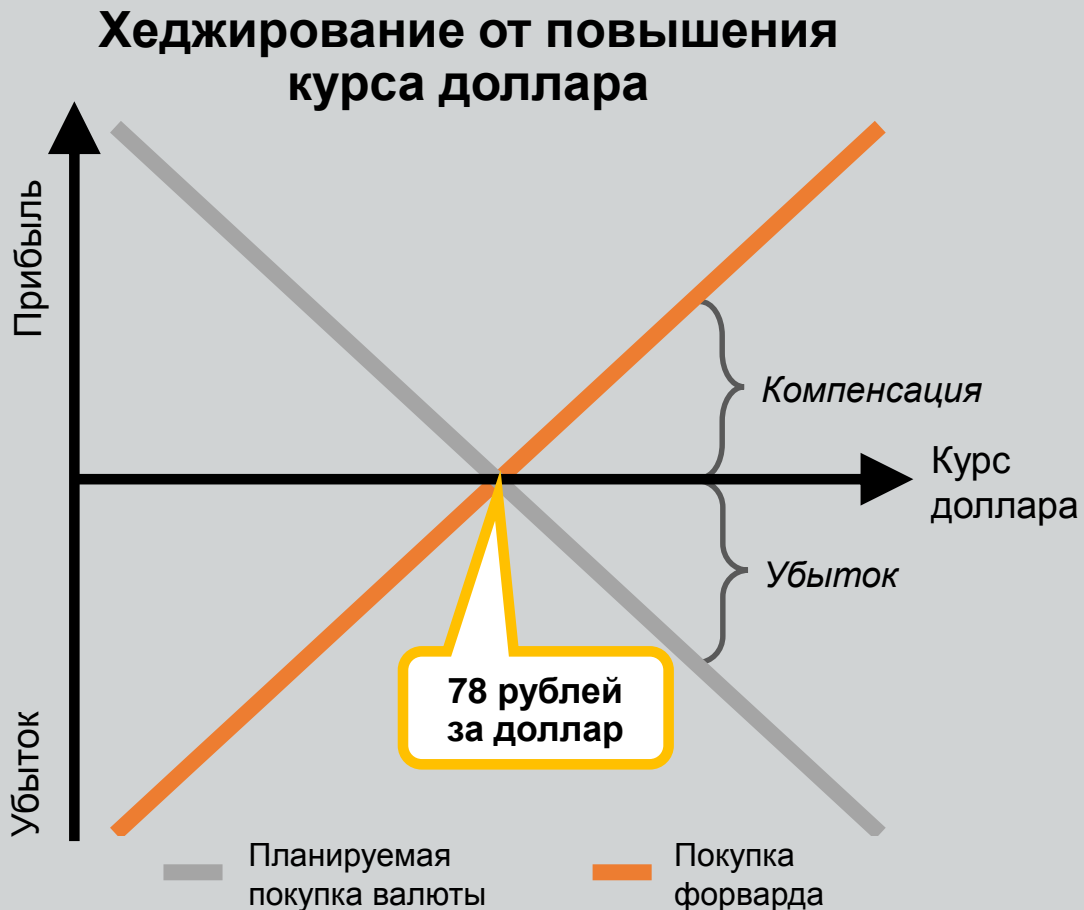 Хеджирование от повышения
курса доллара
Прибыль
Компенсация
Курс
доллара
Убыток
78 рублей
за доллар
Убыток
Планируемая
покупка валюты
Покупка
форварда